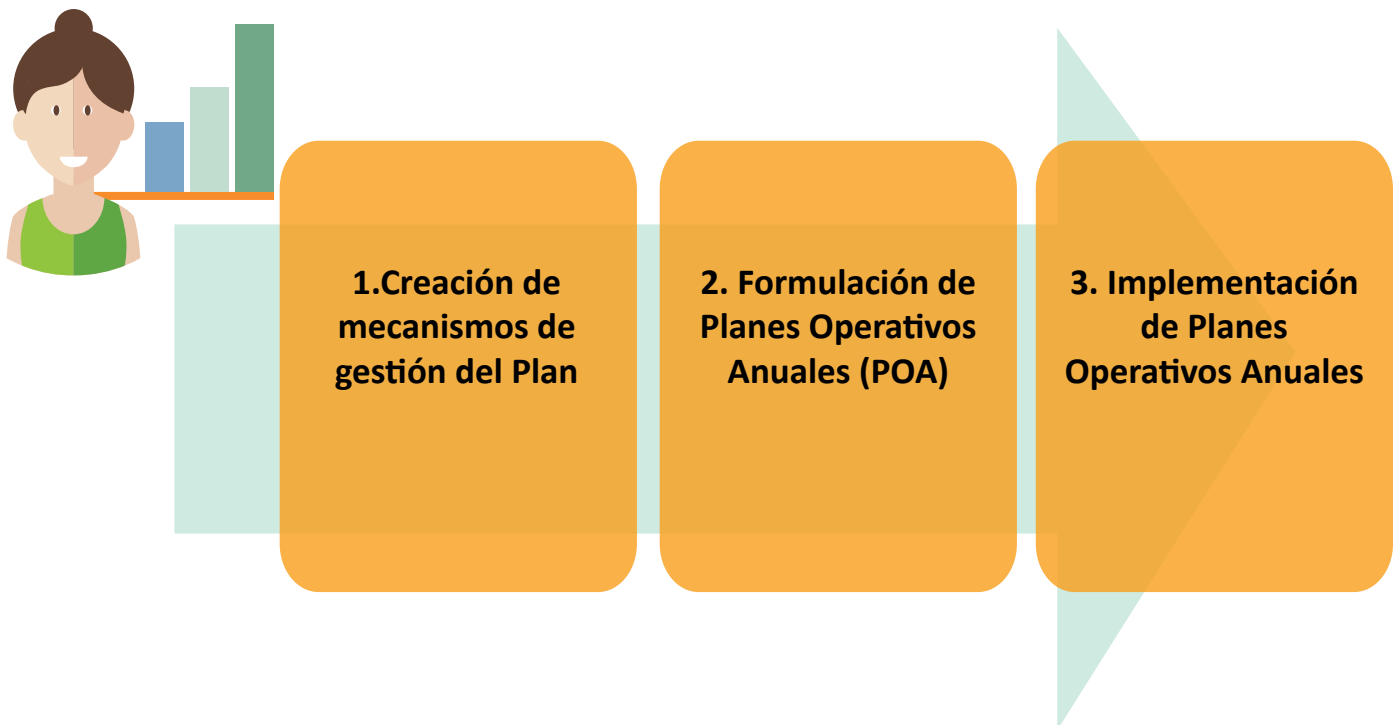 1.Creación de
mecanismos de
gestión del Plan
2. Formulación de
Planes Operativos
Anuales (POA)
3. Implementación
de Planes
Operativos Anuales